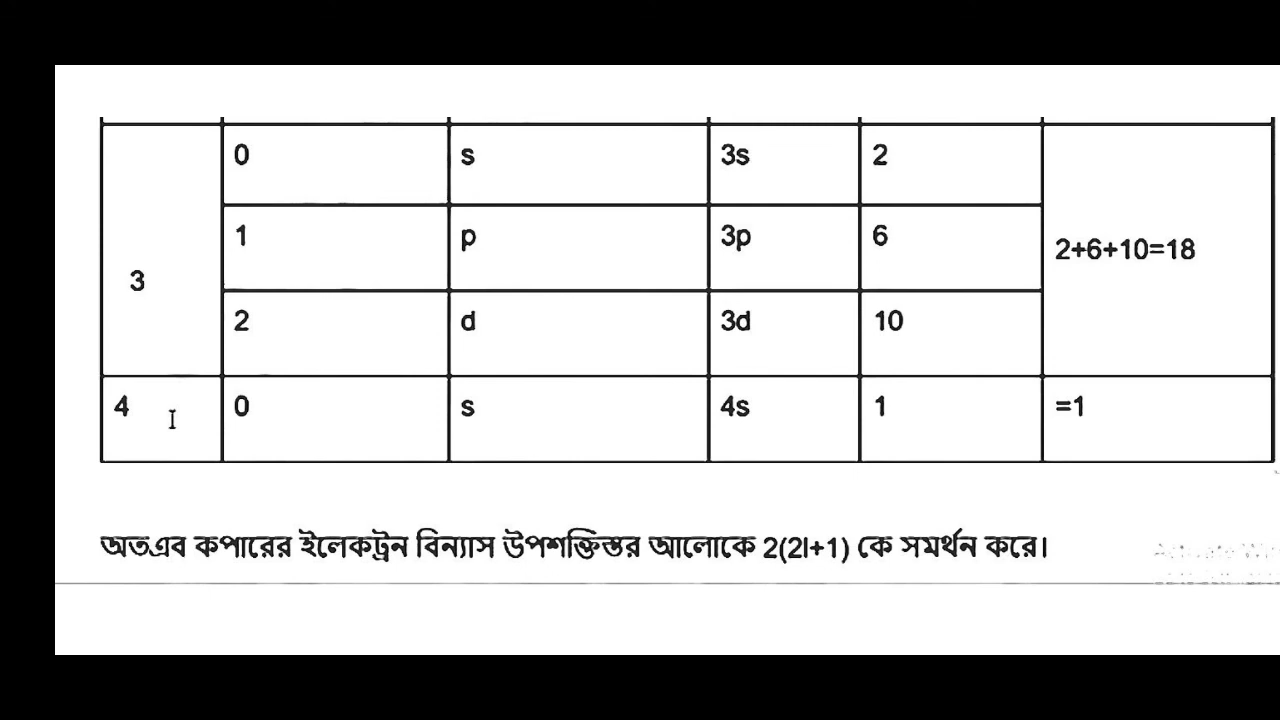 0 s 3s 2
1 p 3p 6 2+6+10=18
3
2 d 3d 10
4 0 s 4s 1 =1
অতএব কপারের ইলেকট্রন বিন্যাস উপশক্তিস্তর আলোকে 2(2l+1) কে সমর্থন করে।